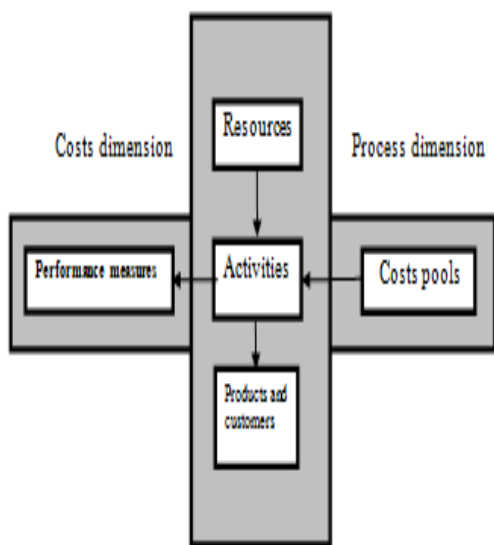 Resources
Costs dimension
Process dimension
Performance measures
Activities
Costs pools
Products and
customers